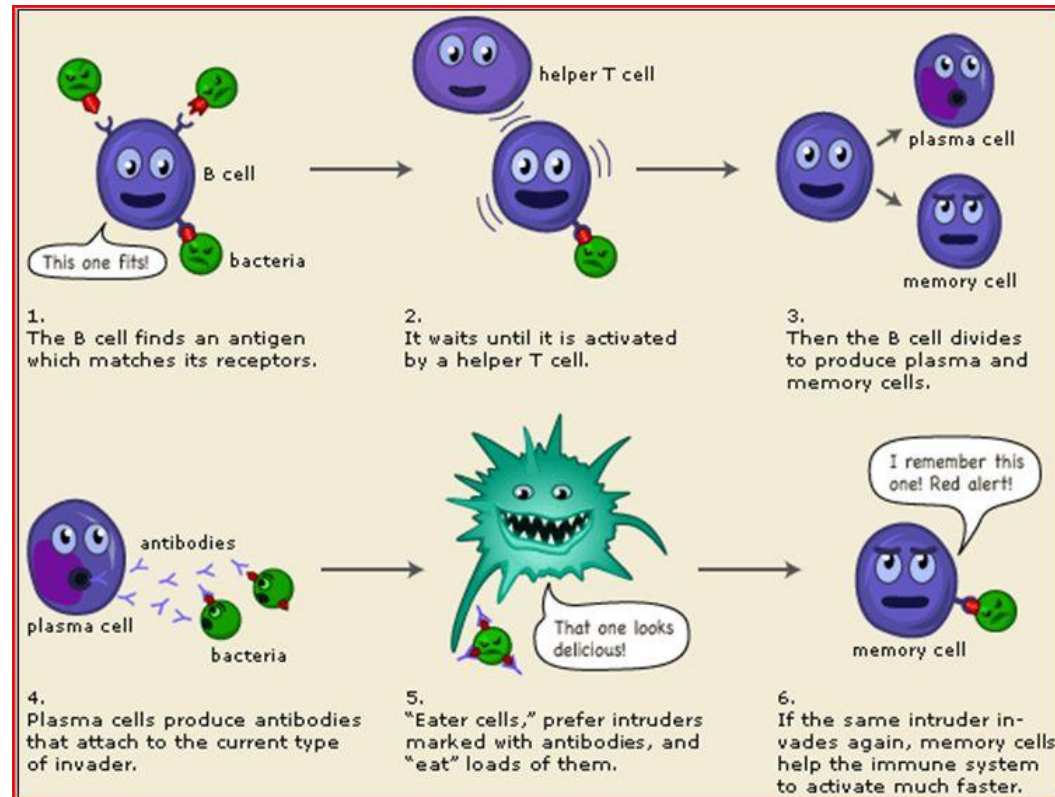 helper T cell
plasma cell
B cell
This one fits!
bacteria
memory cell
1.
The B cell finds an antigen
which matches its receptors.
2.
It waits until it is activated
by a helper T cell.
3.
Then the B cell divides
to produce plasma and
memory cells.
I remember this
one! Red alert!
antibodies
plasma cell
bacteria
That one looks
delicious!
memory cell
4.
Plasma cells produce antibodies
that attach to the current type
of invader.
5.
“Eater cells,” prefer intruders
marked with antibodies, and
“eat” loads of them.
6.
If the same intruder in-
vades again, memory cells
help the immune system
to activate much faster.